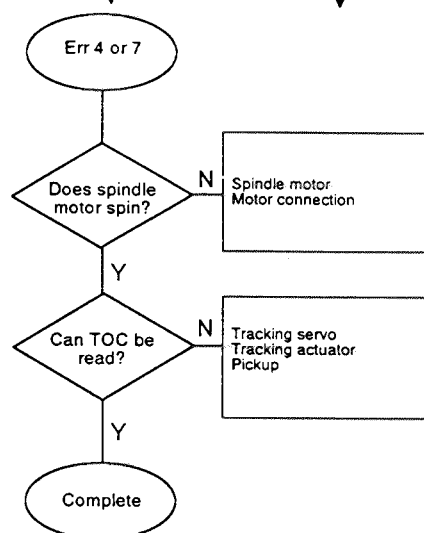 Err 4 or 7
Does spindle
motor spin?
N
Spindle motor
Motor connection
Y
Can TOC be
read?
N
Tracking servo
Tracking actuator
Pickup
Y
Complete